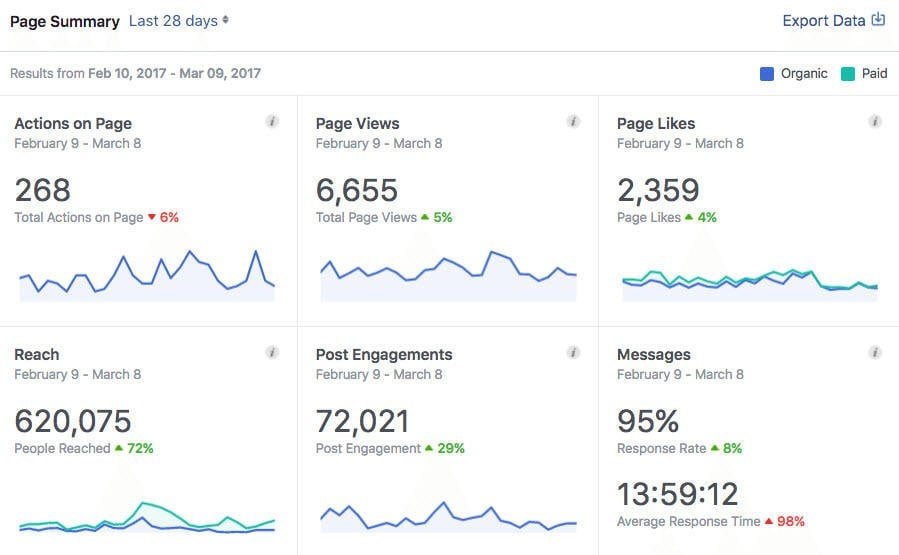 Page Summary Last 28 days Export Data
Results from Feb 10, 2017 - Mar 09, 2017 Organic Paid
Actions on Page i
February 9 - March 8
268
Total Actions on Page 6%
Page Views i
February 9 - March 8
6,655
Total Page Views 5%
Page Likes i
February 9 - March 8
2,359
Page Likes 4%
Reach i
February 9 - March 8
620,075
People Reached 72%
Post Engagements i
February 9 - March 8
72,021
Post Engagement 29%
Messages i
February 9 - March 8
95%
Response Rate 8%
13:59:12
Average Response Time 98%